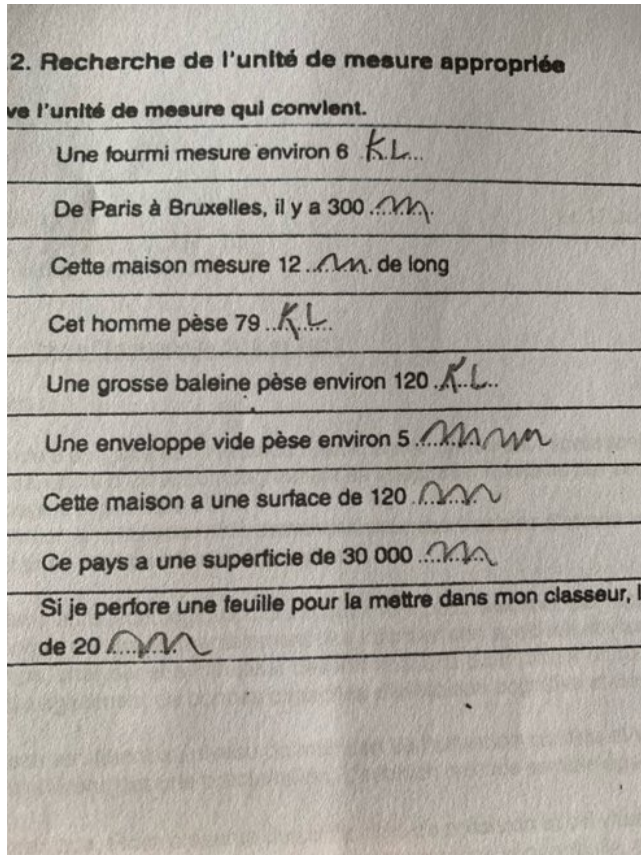 2. Recherche de l'unité de mesure appropriée
ve l'unité de mesure qui convient.
Une fourmi mesure environ 6 KL...
De Paris à Bruxelles, il y a 300 ..m.
Cette maison mesure 12 ..m. de long
Cet homme pèse 79 ..KL..
Une grosse baleine pèse environ 120 .KL..
Une enveloppe vide pèse environ 5
Cette maison a une surface de 120
Ce pays a une superficie de 30 000
Si je perfore une feuille pour la mettre dans mon classeur, l
de 20